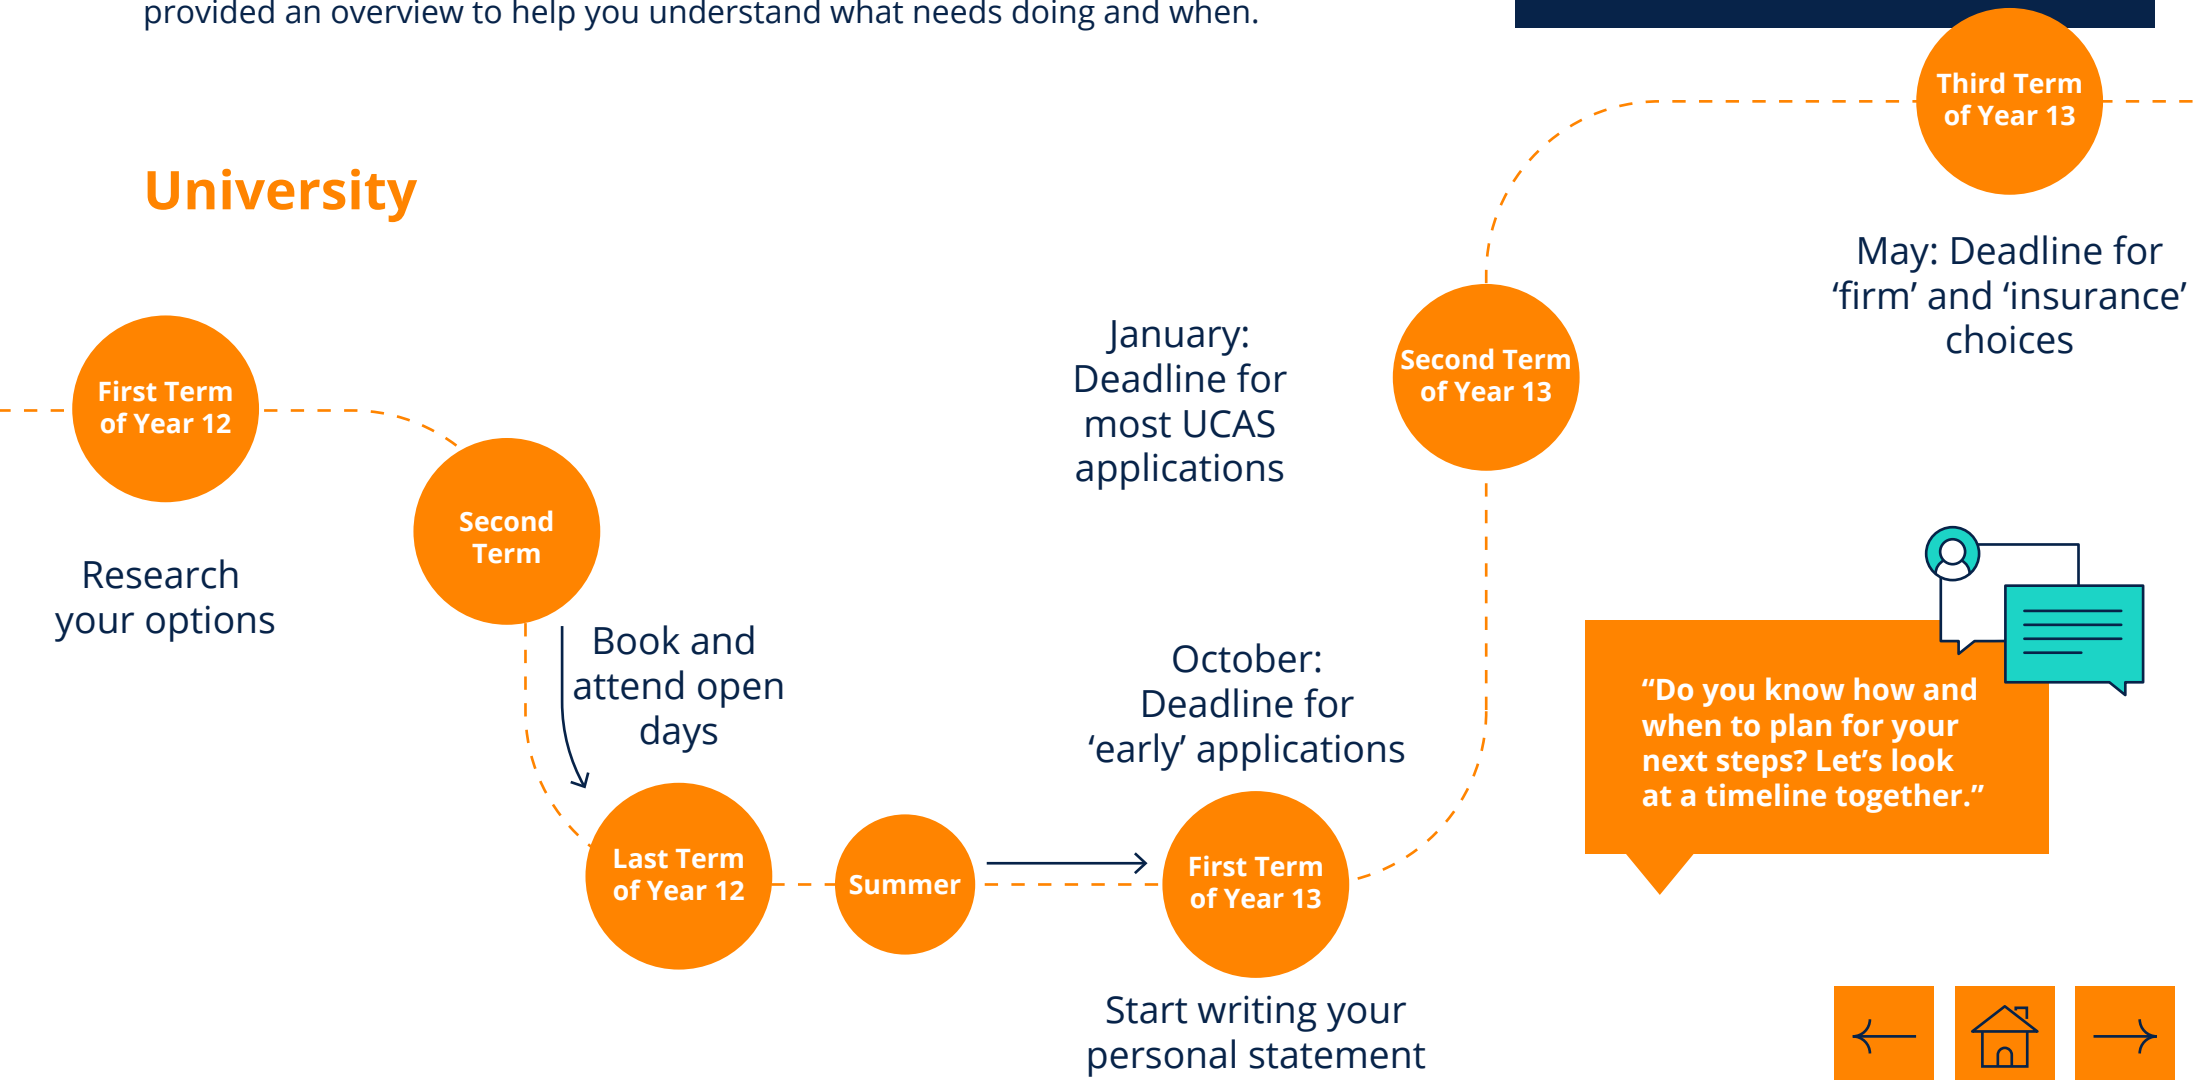 provided an overview to help you understand what needs doing and when.
University
First Term
of Year 12
Research
your options
Second
Term
Book and
attend open
days
Last Term
of Year 12
Summer
October:
Deadline for
‘early’ applications
First Term
of Year 13
Start writing your
personal statement
January:
Deadline for
most UCAS
applications
Second Term
of Year 13
Third Term
of Year 13
May: Deadline for
‘firm’ and ‘insurance’
choices
“Do you know how and
when to plan for your
next steps? Let’s look
at a timeline together.”